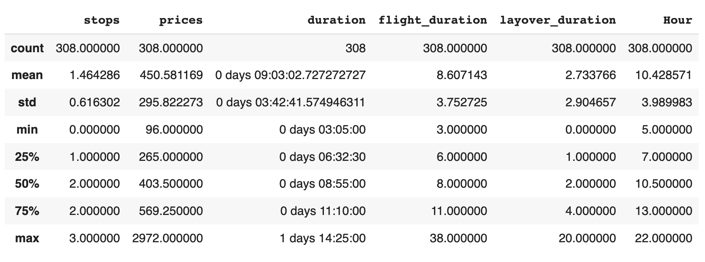 stops prices duration flight_duration layover_duration Hour
count 308.000000 308.000000 308 308.000000 308.000000 308.000000
mean 1.464286 450.581169 0 days 09:03:02.727272727 8.607143 2.733766 10.428571
std 0.616302 295.822273 0 days 03:42:41.574946311 3.752725 2.904657 3.989983
min 0.000000 96.000000 0 days 03:05:00 3.000000 0.000000 5.000000
25% 1.000000 265.000000 0 days 06:32:30 6.000000 1.000000 7.000000
50% 2.000000 403.500000 0 days 08:55:00 8.000000 2.000000 10.500000
75% 2.000000 569.250000 0 days 11:10:00 11.000000 4.000000 13.000000
max 3.000000 2972.000000 1 days 14:25:00 38.000000 20.000000 22.000000